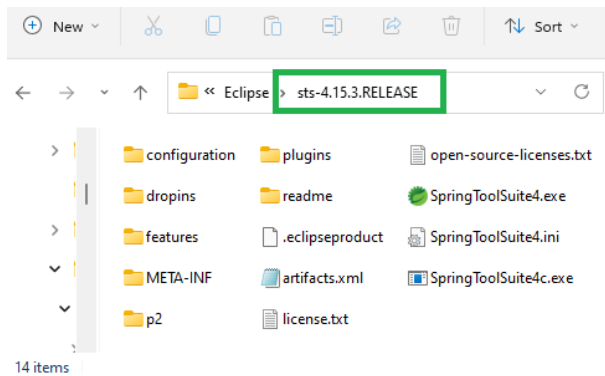 New
Sort
« Eclipse > sts-4.15.3.RELEASE
configuration plugins open-source-licenses.txt
dropins readme SpringToolSuite4.exe
features .eclipseproduct SpringToolSuite4.ini
META-INF artifacts.xml SpringToolSuite4c.exe
p2 license.txt
14 items